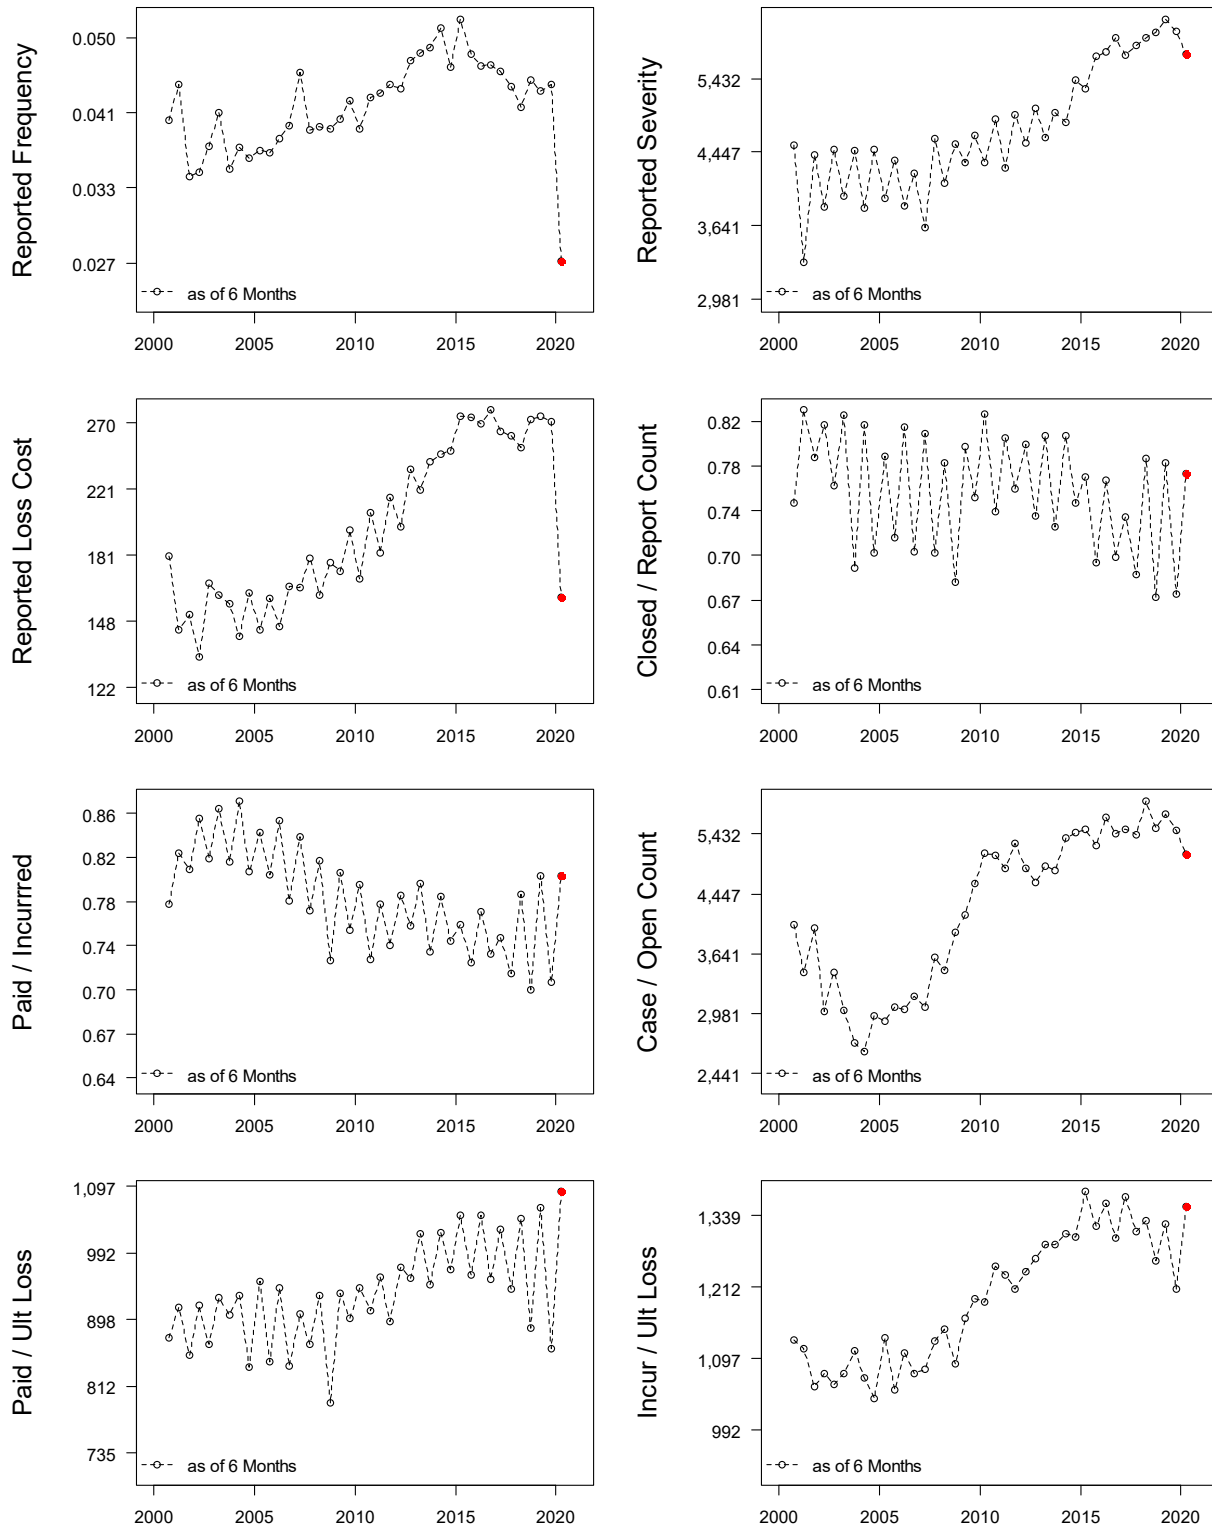 Reported Frequency
0.050
0.041
0.033
0.027
as of 6 Months
2000 2005 2010 2015 2020
Reported Severity
5,432
4,447
3,641
2,981
as of 6 Months
2000 2005 2010 2015 2020
Reported Loss Cost
270
221
181
148
122
as of 6 Months
2000 2005 2010 2015 2020
Closed / Report Count
0.82
0.78
0.74
0.70
0.67
0.64
0.61
as of 6 Months
2000 2005 2010 2015 2020
Paid / Incurrred
0.86
0.82
0.78
0.74
0.70
0.67
0.64
as of 6 Months
2000 2005 2010 2015 2020
Case / Open Count
5,432
4,447
3,641
2,981
2,441
as of 6 Months
2000 2005 2010 2015 2020
Paid / Ult Loss
1,097
992
898
812
735
as of 6 Months
2000 2005 2010 2015 2020
Incur / Ult Loss
1,339
1,212
1,097
992
as of 6 Months
2000 2005 2010 2015 2020